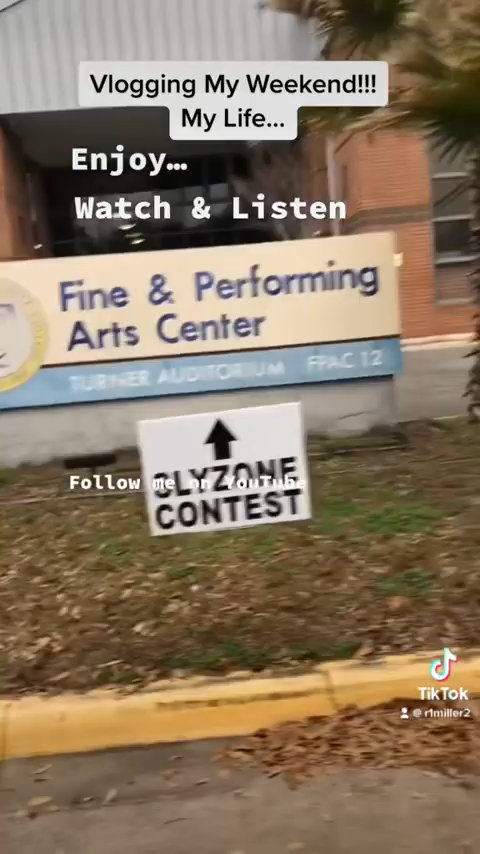 Vlogging My Weekend!!!
My Life...
Enjoy…
Watch & Listen
Fine & Performing
Arts Center
TURNER AUDITORIUM FPAC 12
Follow me on YouTube
CONTEST
TikTok
@r1miller2